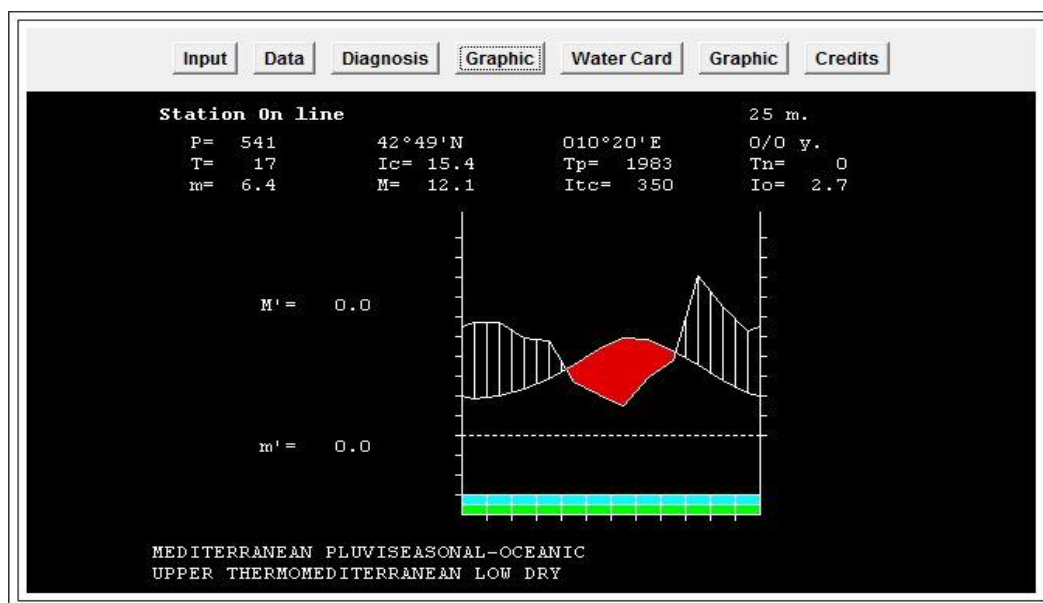 Input Data Diagnosis Graphic Water Card Graphic Credits
Station On line 25 m.
P= 541 42°49'N 010°20'E 0/0 y.
T= 17 Ic= 15.4 Tp= 1983 Tn= 0
m= 6.4 M= 12.1 Itc= 350 Io= 2.7
M'= 0.0
m'= 0.0
MEDITERRANEAN PLUVISEASONAL-OCEANIC
UPPER THERMOMEDITERRANEAN LOW DRY